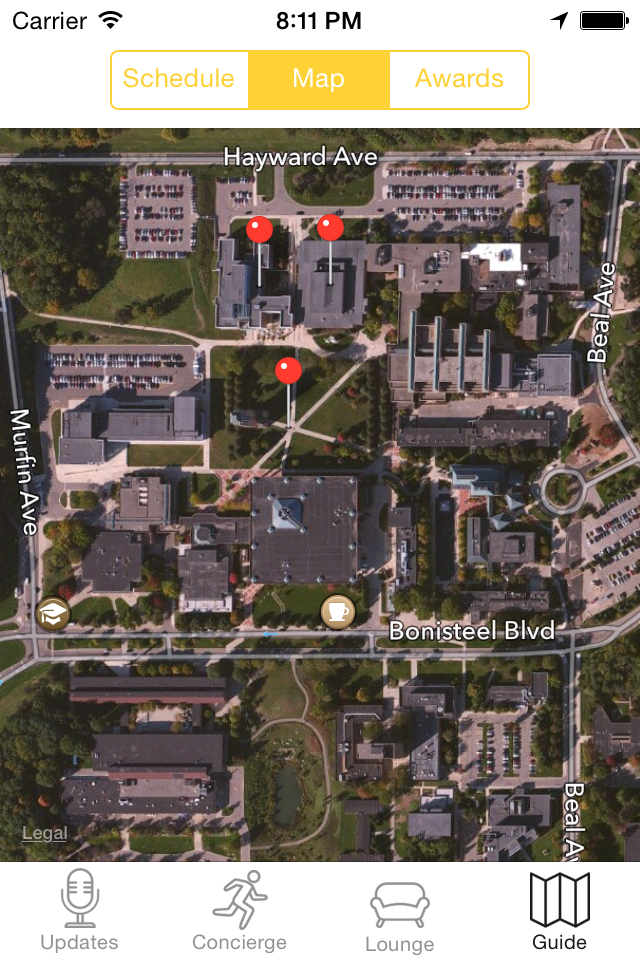 Carrier 8:11 PM
Schedule Map Awards
Hayward Ave
Beal Ave
Murfin Ave
Bonisteel Blvd
Beal Av
Legal
Updates Concierge Lounge Guide